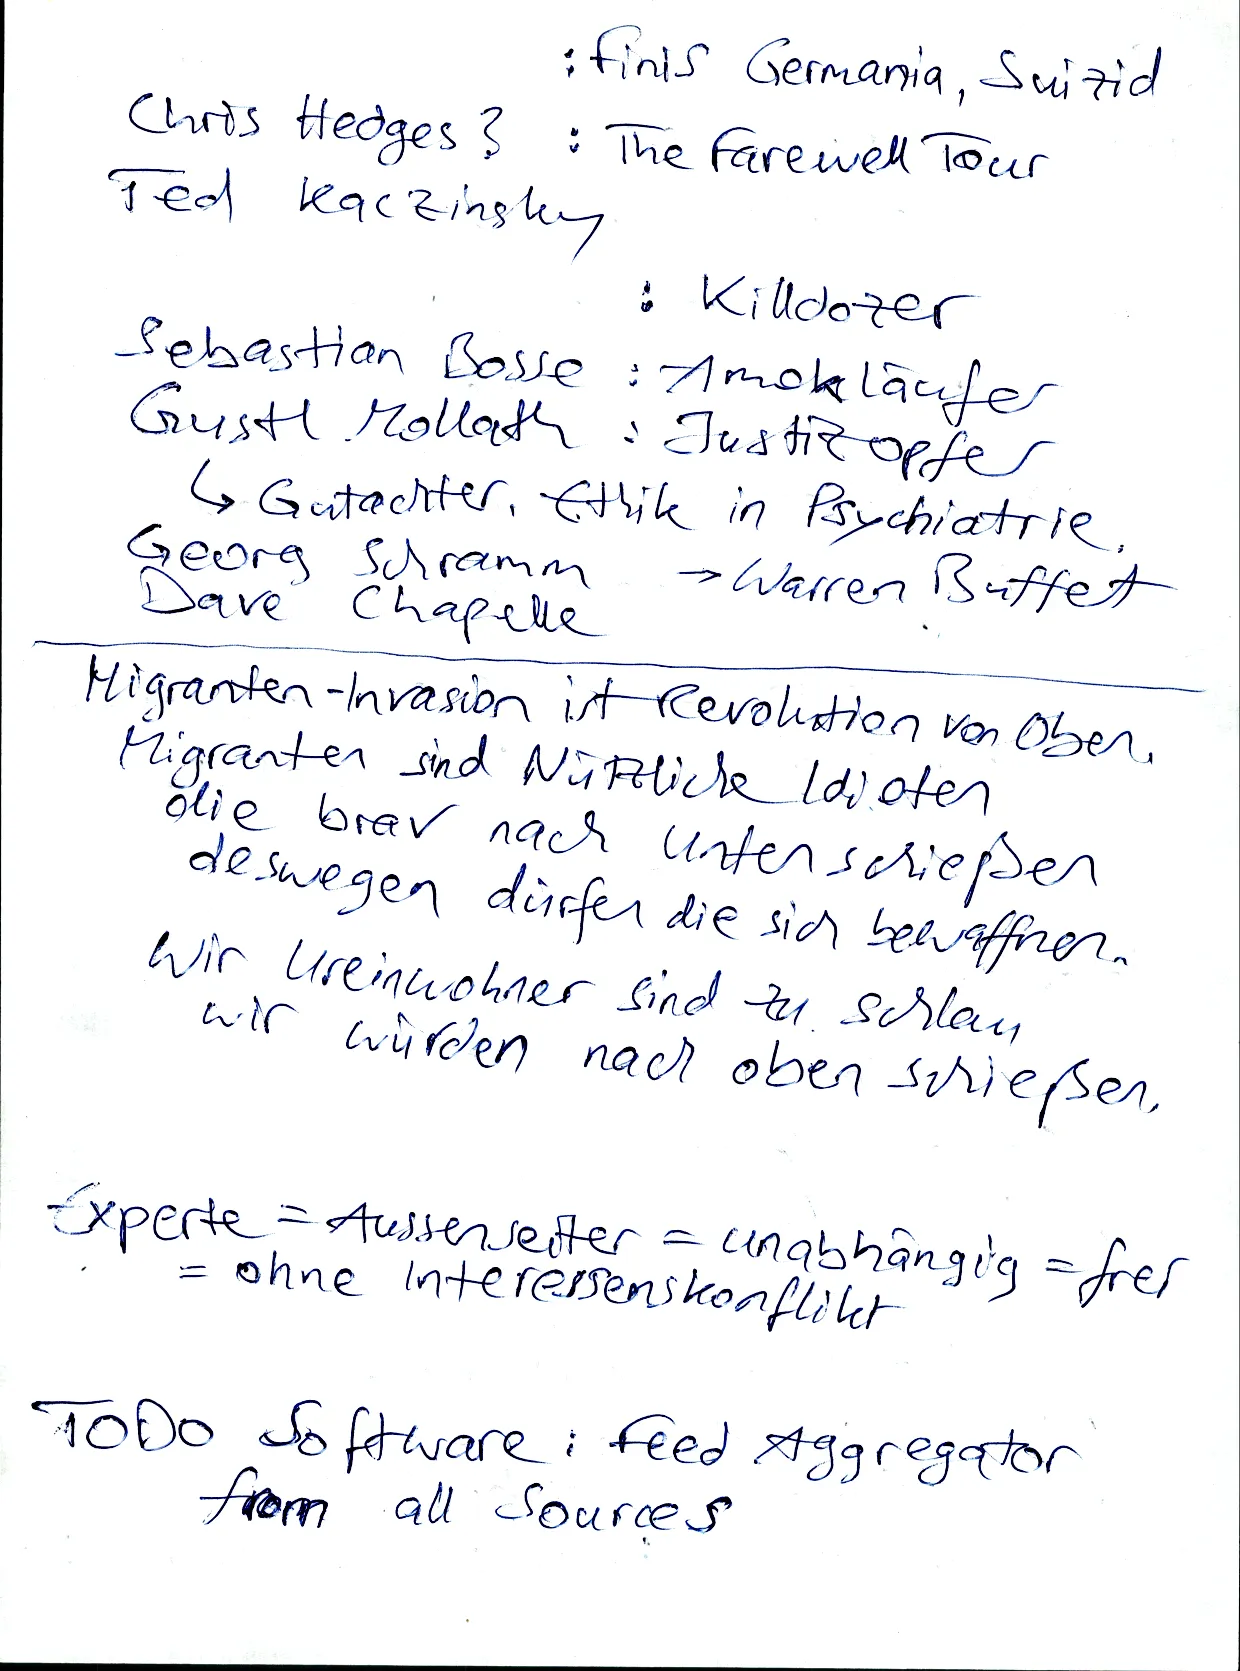 : Finis Germania, Suizid
Chris Hedges? : The Farewell Tour
Ted Kaczinsky
: Killdozer
Sebastian Bosse : Amokläufer
Gustl Mollath : Justizopfer
↳ Gutachter. Ethik in Psychiatrie.
Georg Schramm → Warren Buffet
Dave Chapelle
Migranten-Invasion ist Revolution von Oben.
Migranten sind Nützliche Idioten
die brav nach unten schießen
deswegen dürfen die sich bewaffnen.
Wir Ureinwohner sind zu schlau
wir würden nach oben schießen.
Experte = Aussenseiter = unabhängig = frei
= ohne Interessenskonflikt
TODO Software : Feed Aggregator
from all Sources